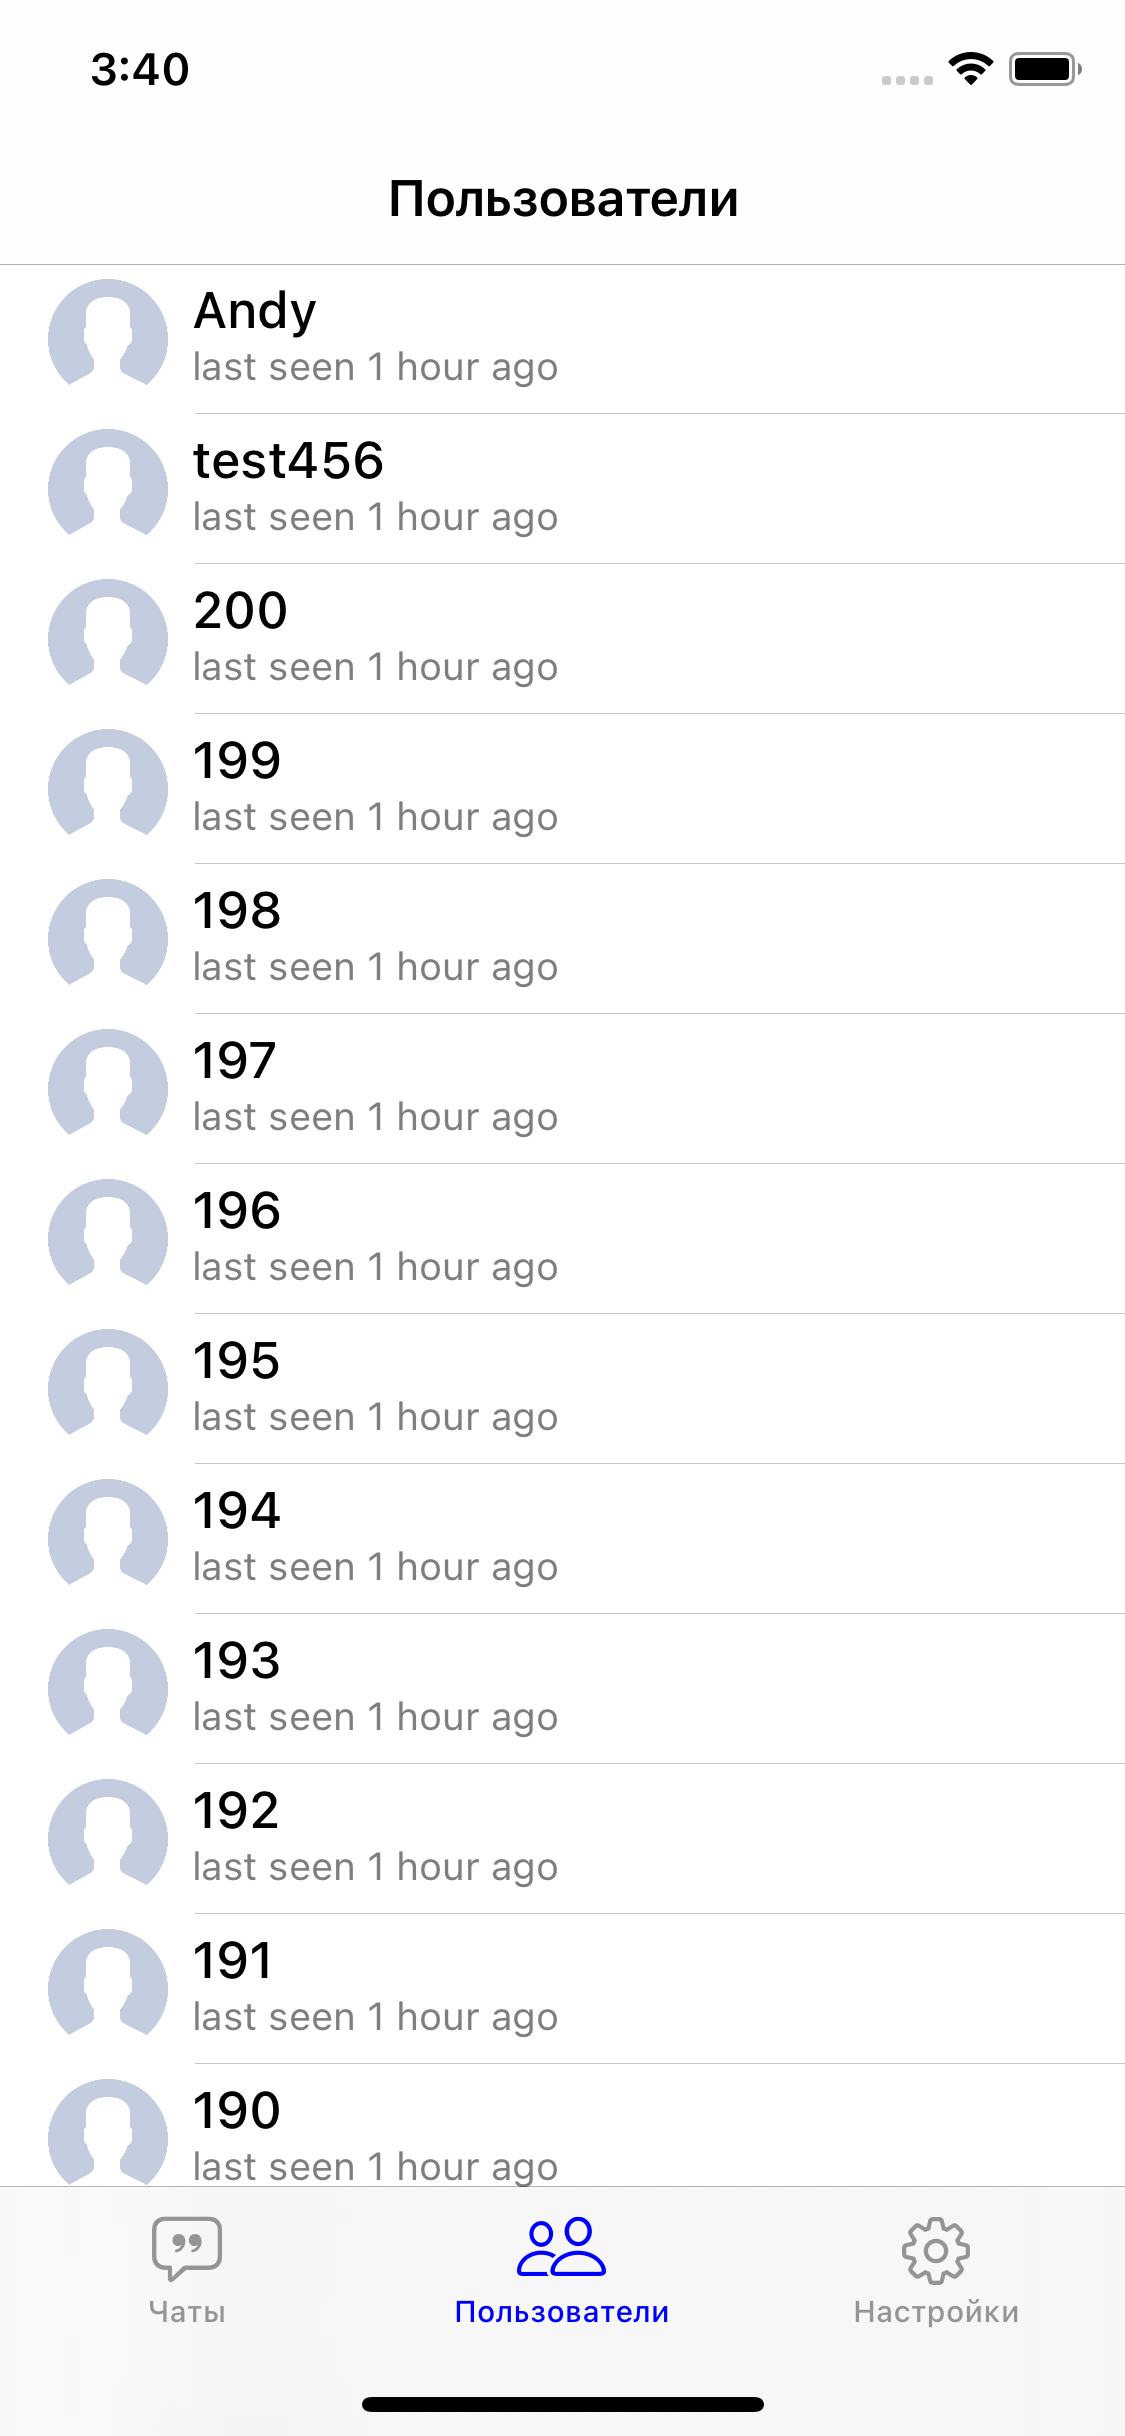 3:40
Пользователи
Andy
last seen 1 hour ago
test456
last seen 1 hour ago
200
last seen 1 hour ago
199
last seen 1 hour ago
198
last seen 1 hour ago
197
last seen 1 hour ago
196
last seen 1 hour ago
195
last seen 1 hour ago
194
last seen 1 hour ago
193
last seen 1 hour ago
192
last seen 1 hour ago
191
last seen 1 hour ago
190
last seen 1 hour ago
Чаты
Пользователи
Настройки